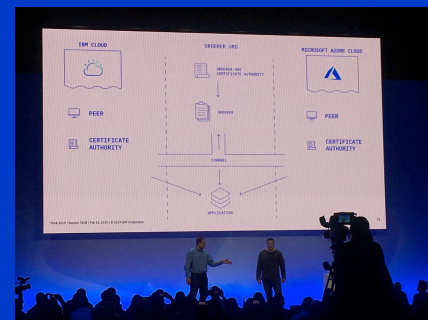 IBM CLOUD
PEER
CERTIFICATE
AUTHORITY
ORDERER ORG
ORDERER ORG
CERTIFICATE AUTHORITY
ORDERER
CHANNEL
APPLICATION
MICROSOFT AZURE CLOUD
PEER
CERTIFICATE
AUTHORITY